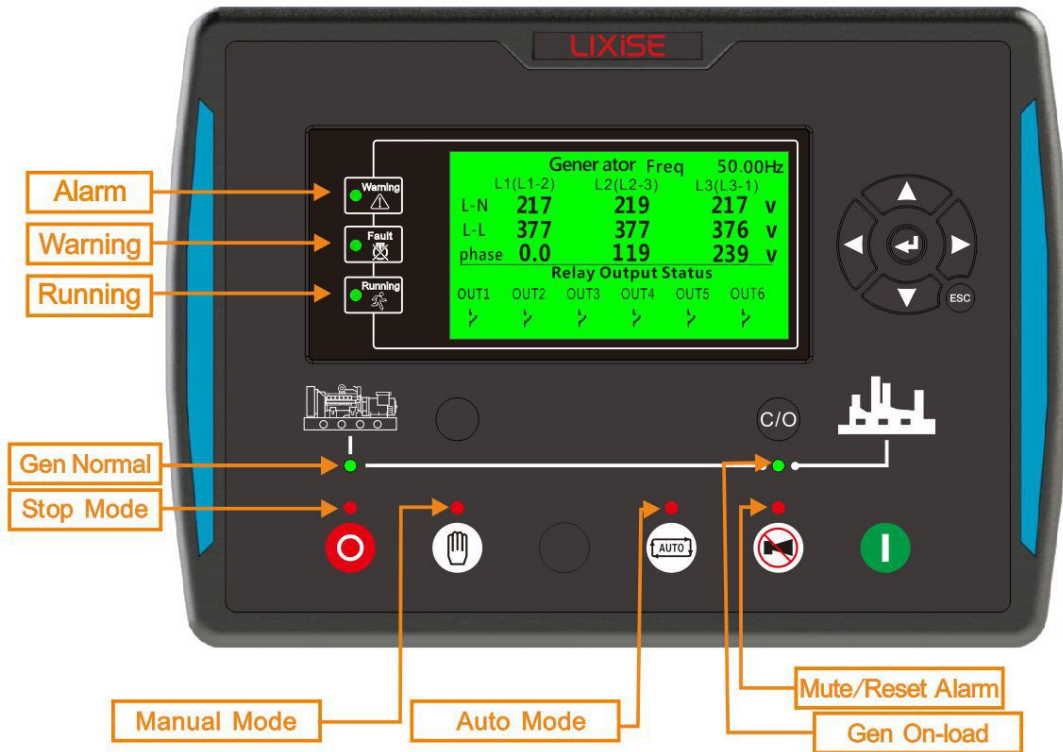 LIXiSE
Alarm
Warning
Running
Warning
Fault
Running
Gener ator Freq 50.00Hz
L1(L1-2) L2(L2-3) L3(L3-1)
L-N 217 219 217 v
L-L 377 377 376 v
phase 0.0 119 239 v
Relay Output Status
OUT1 OUT2 OUT3 OUT4 OUT5 OUT6
ESC
C/O
Gen Normal
Stop Mode
AUTO
Manual Mode
Auto Mode
Mute/Reset Alarm
Gen On-load